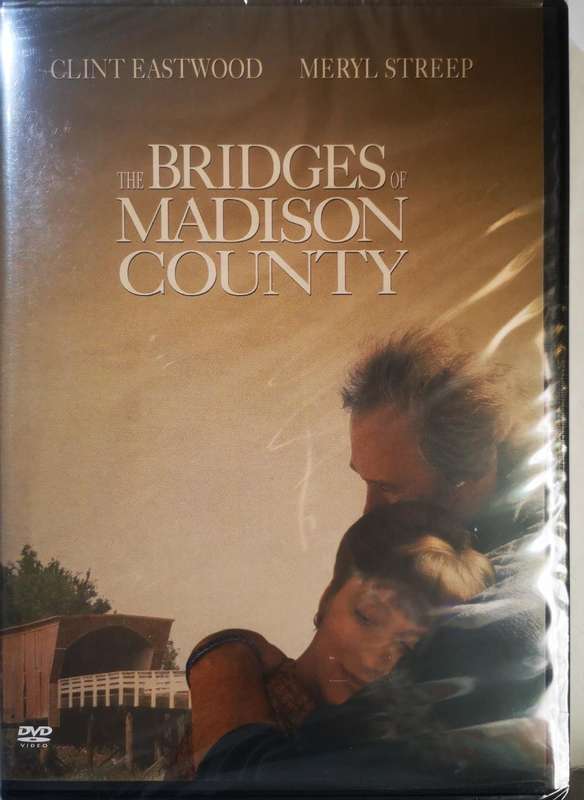 CLINT EASTWOOD MERYL STREEP
THE BRIDGES OF
MADISON
COUNTY
DVD
VIDEO